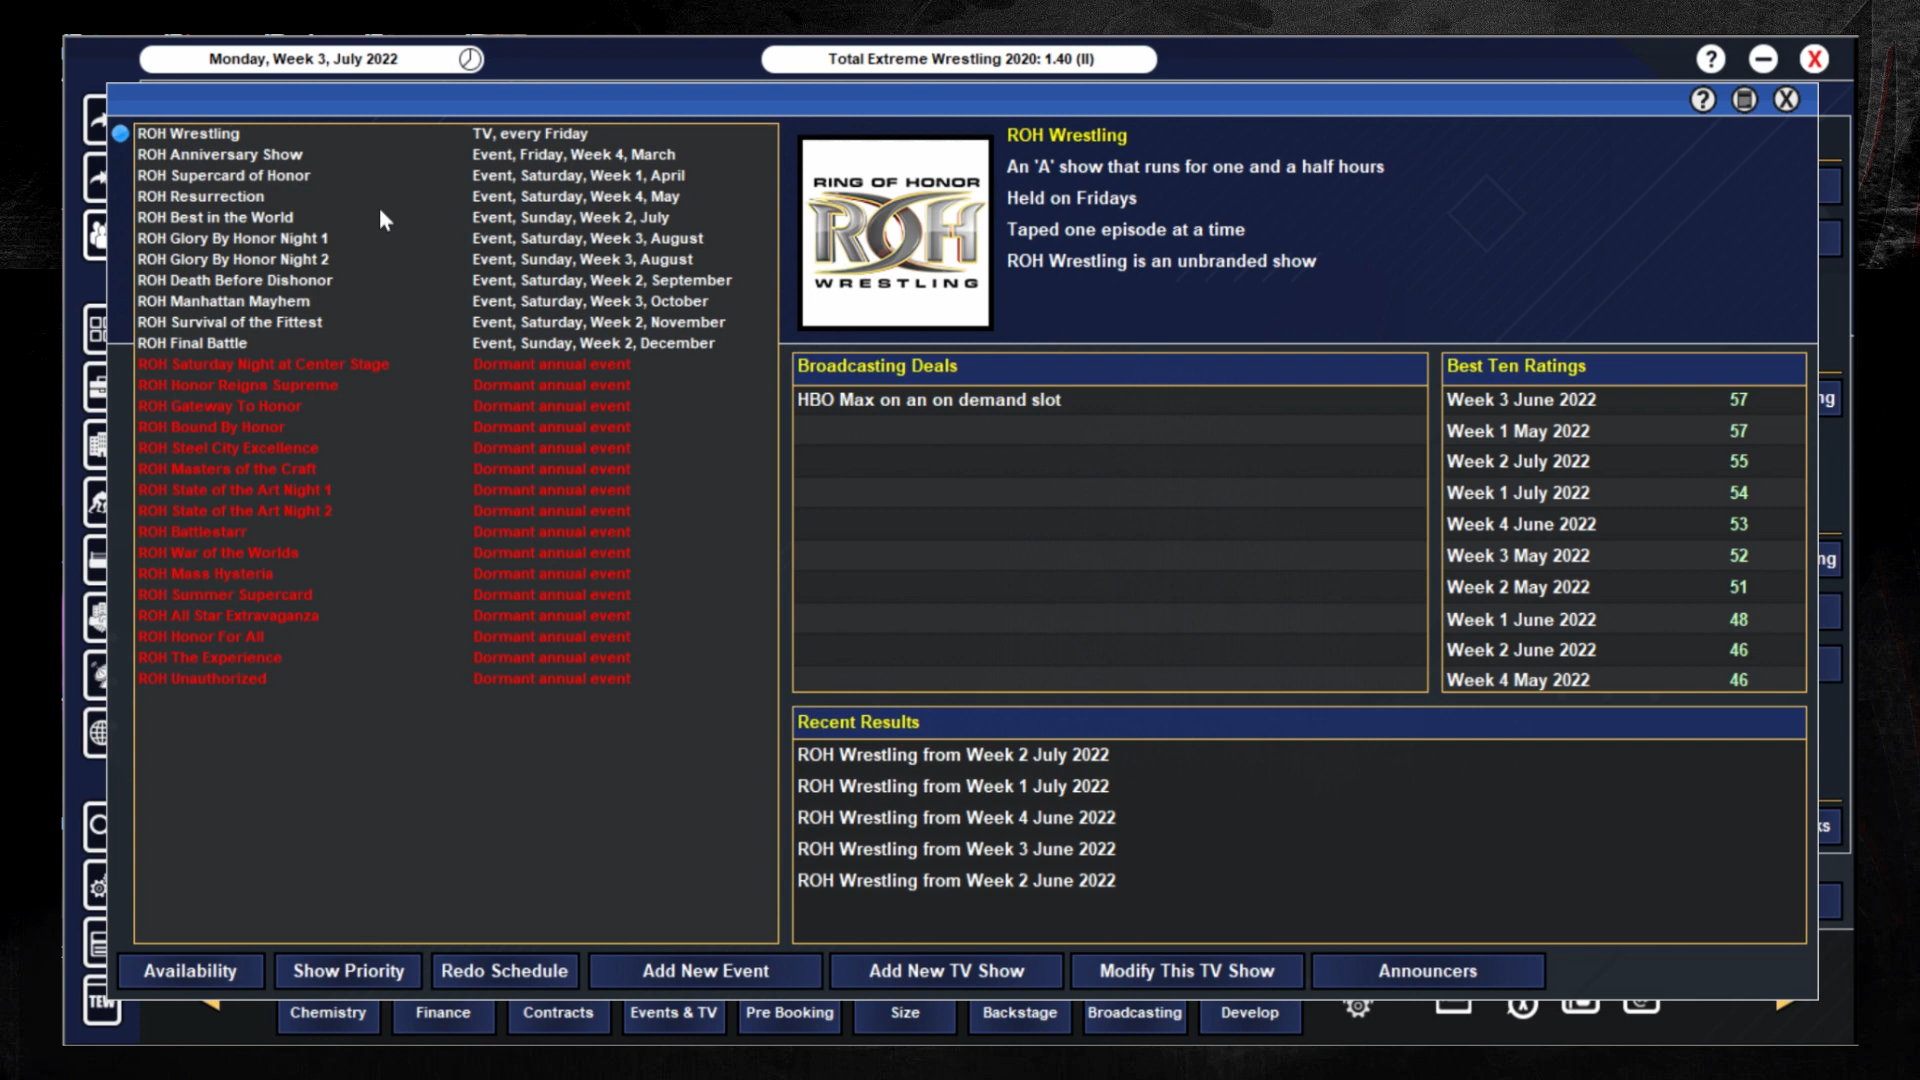 Monday, Week 3, July 2022
Total Extreme Wrestling 2020: 1.40 (II)
?
X
?
X
ROH Wrestling TV, every Friday
ROH Anniversary Show Event, Friday, Week 4, March
ROH Supercard of Honor Event, Saturday, Week 1, April
ROH Resurrection Event, Saturday, Week 4, May
ROH Best in the World Event, Sunday, Week 2, July
ROH Glory By Honor Night 1 Event, Saturday, Week 3, August
ROH Glory By Honor Night 2 Event, Sunday, Week 3, August
ROH Death Before Dishonor Event, Saturday, Week 2, September
ROH Manhattan Mayhem Event, Saturday, Week 3, October
ROH Survival of the Fittest Event, Saturday, Week 2, November
ROH Final Battle Event, Sunday, Week 2, December
ROH Saturday Night at Center Stage Dormant annual event
ROH Honor Reigns Supreme Dormant annual event
ROH Gateway To Honor Dormant annual event
ROH Bound By Honor Dormant annual event
ROH Steel City Excellence Dormant annual event
ROH Masters of the Craft Dormant annual event
ROH State of the Art Night 1 Dormant annual event
ROH State of the Art Night 2 Dormant annual event
ROH Battlestarr Dormant annual event
ROH War of the Worlds Dormant annual event
ROH Mass Hysteria Dormant annual event
ROH Summer Supercard Dormant annual event
ROH All Star Extravaganza Dormant annual event
ROH Honor For All Dormant annual event
ROH The Experience Dormant annual event
ROH Unauthorized Dormant annual event
RING OF HONOR
ROH
WRESTLING
ROH Wrestling
An 'A' show that runs for one and a half hours
Held on Fridays
Taped one episode at a time
ROH Wrestling is an unbranded show
Broadcasting Deals
HBO Max on an on demand slot
Best Ten Ratings
Week 3 June 2022 57
Week 1 May 2022 57
Week 2 July 2022 55
Week 1 July 2022 54
Week 4 June 2022 53
Week 3 May 2022 52
Week 2 May 2022 51
Week 1 June 2022 48
Week 2 June 2022 46
Week 4 May 2022 46
ng
ng
ks
Recent Results
ROH Wrestling from Week 2 July 2022
ROH Wrestling from Week 1 July 2022
ROH Wrestling from Week 4 June 2022
ROH Wrestling from Week 3 June 2022
ROH Wrestling from Week 2 June 2022
Availability Show Priority Redo Schedule Add New Event Add New TV Show Modify This TV Show Announcers
TEW
Chemistry Finance Contracts Events & TV Pre Booking Size Backstage Broadcasting Develop